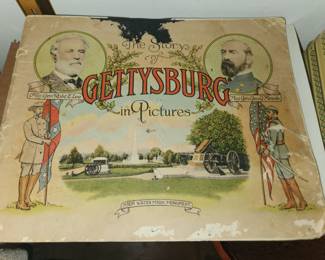 The Story
of
GETTYSBURG
in Pictures
HIGH WATER MARK MONUMENT